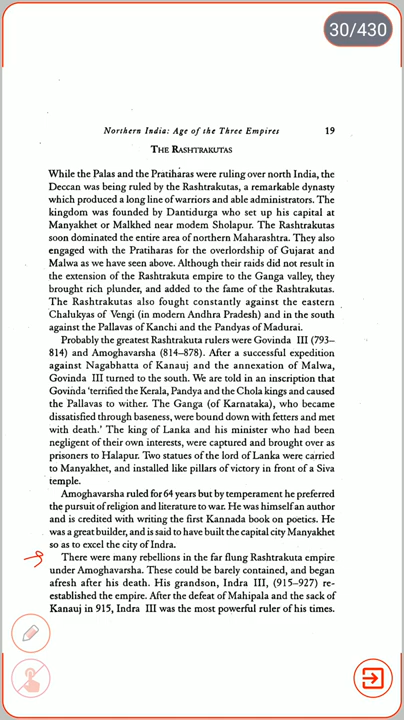 30/430
Northern India: Age of the Three Empires 19
THE RASHTRAKUTAS
While the Palas and the Pratiharas were ruling over north India, the
Deccan was being ruled by the Rashtrakutas, a remarkable dynasty
which produced a long line of warriors and able administrators. The
kingdom was founded by Dantidurga who set up his capital at
Manyakhet or Malkhed near modem Sholapur. The Rashtrakutas
soon dominated the entire area of northern Maharashtra. They also
engaged with the Pratiharas for the overlordship of Gujarat and
Malwa as we have seen above. Although their raids did not result in
the extension of the Rashtrakuta empire to the Ganga valley, they
brought rich plunder, and added to the fame of the Rashtrakutas.
The Rashtrakutas also fought constantly against the eastern
Chalukyas of Vengi (in modern Andhra Pradesh) and in the south
against the Pallavas of Kanchi and the Pandyas of Madurai.
Probably the greatest Rashtrakuta rulers were Govinda III (793–
814) and Amoghavarsha (814–878). After a successful expedition
against Nagabhatta of Kanauj and the annexation of Malwa,
Govinda III turned to the south. We are told in an inscription that
Govinda 'terrified the Kerala, Pandya and the Chola kings and caused
the Pallavas to wither. The Ganga (of Karnataka), who became
dissatisfied through baseness, were bound down with fetters and met
with death.' The king of Lanka and his minister who had been
negligent of their own interests, were captured and brought over as
prisoners to Halapur. Two statues of the lord of Lanka were carried
to Manyakhet, and installed like pillars of victory in front of a Siva
temple.
Amoghavarsha ruled for 64 years but by temperament he preferred
the pursuit of religion and literature to war. He was himself an author
and is credited with writing the first Kannada book on poetics. He
was a great builder, and is said to have built the capital city Manyakhet
so as to excel the city of Indra.
There were many rebellions in the far flung Rashtrakuta empire
under Amoghavarsha. These could be barely contained, and began
afresh after his death. His grandson, Indra III, (915–927) re-
established the empire. After the defeat of Mahipala and the sack of
Kanauj in 915, Indra III was the most powerful ruler of his times.